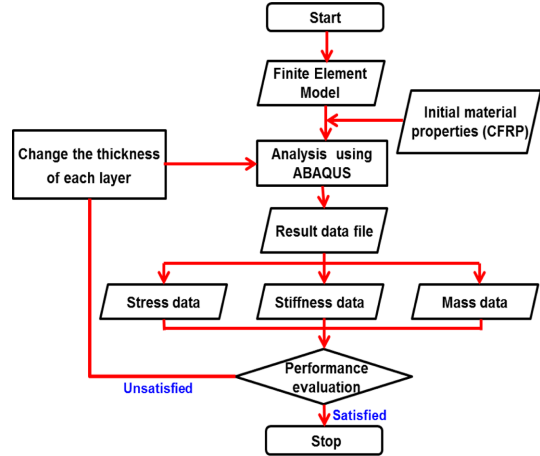 Start
Finite Element
Model
Initial material
properties (CFRP)
Change the thickness
of each layer
Analysis using
ABAQUS
Result data file
Stress data
Stiffness data
Mass data
Performance
evaluation
Unsatisfied
Satisfied
Stop